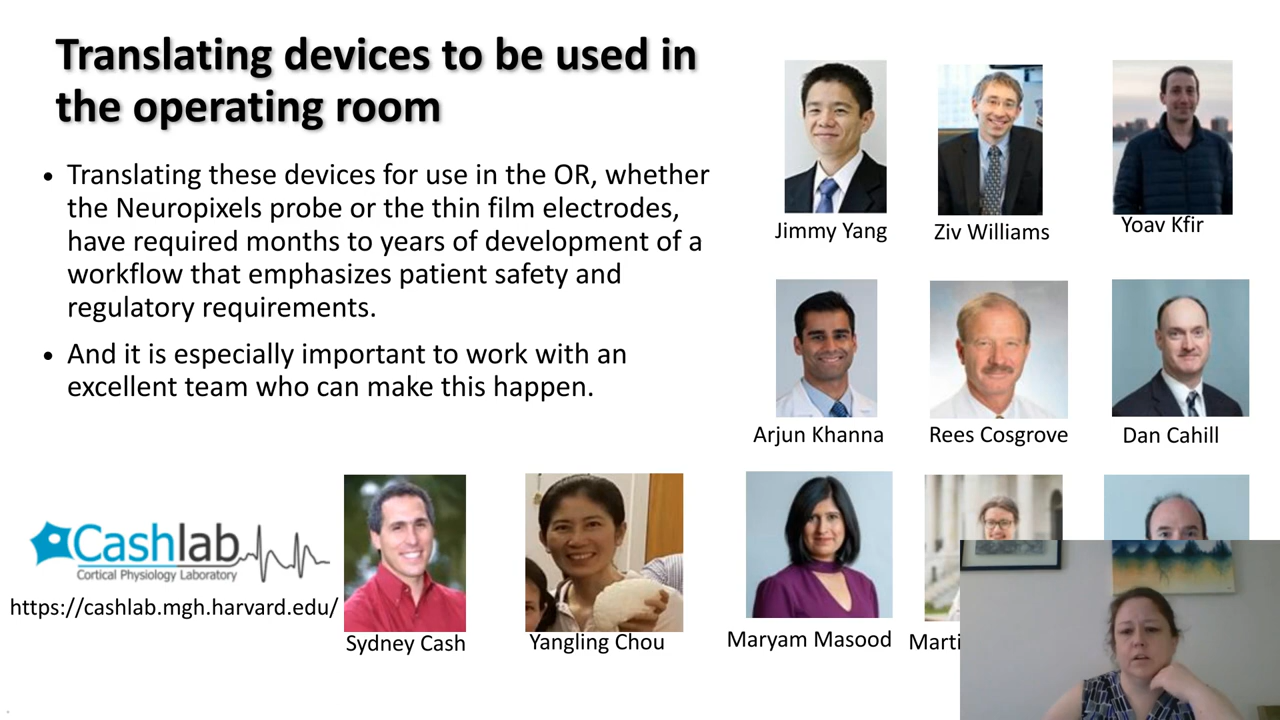 Translating devices to be used in
the operating room
• Translating these devices for use in the OR, whether
the Neuropixels probe or the thin film electrodes,
have required months to years of development of a
workflow that emphasizes patient safety and
regulatory requirements.
• And it is especially important to work with an
excellent team who can make this happen.
Jimmy Yang
Ziv Williams
Yoav Kfir
Arjun Khanna
Rees Cosgrove
Dan Cahill
Cashlab
Cortical Physiology Laboratory
https://cashlab.mgh.harvard.edu/
Sydney Cash
Yangling Chou
Maryam Masood